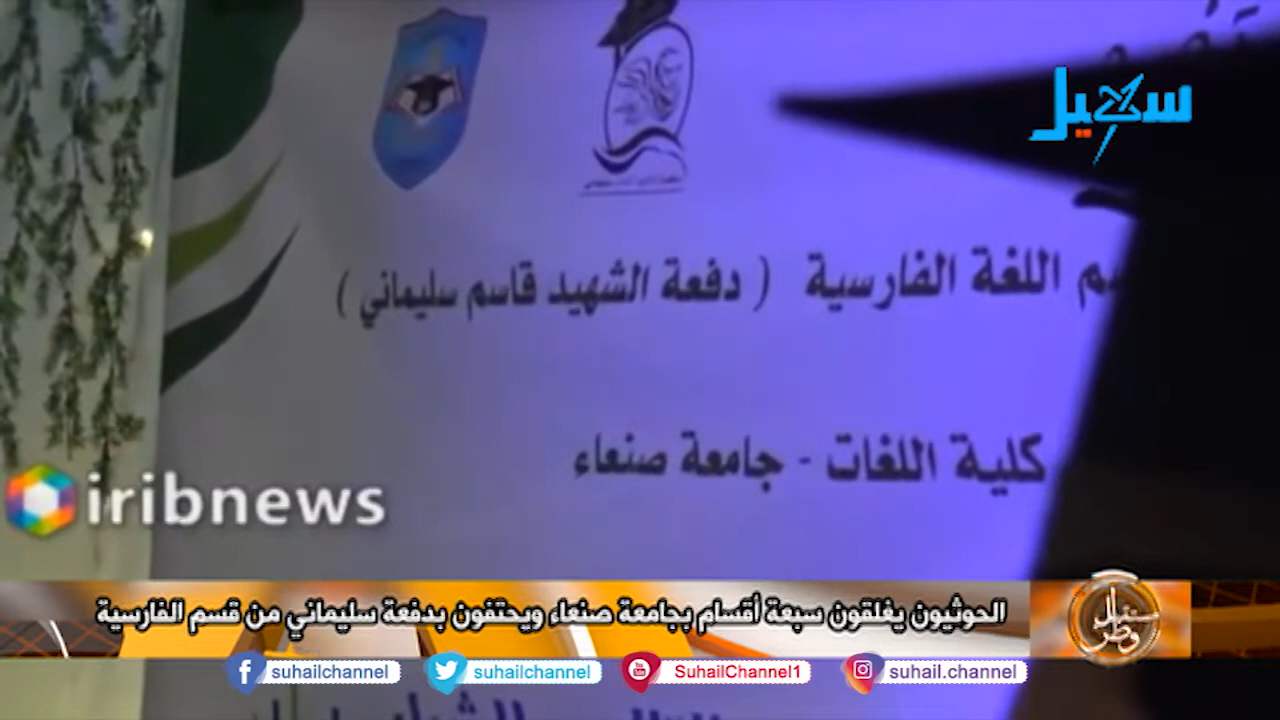 سهيل
اللغة الفارسية ( دفعة الشهيد قاسم سليماني )
كلية اللغات - جامعة صنعاء
iribnews
الحوثيون يغلقون سبعة أقسام بجامعة صنعاء ويحتفون بدفعة سليماني من قسم الفارسية
suhailchannel suhailchannel SuhailChannel1 suhail.channel